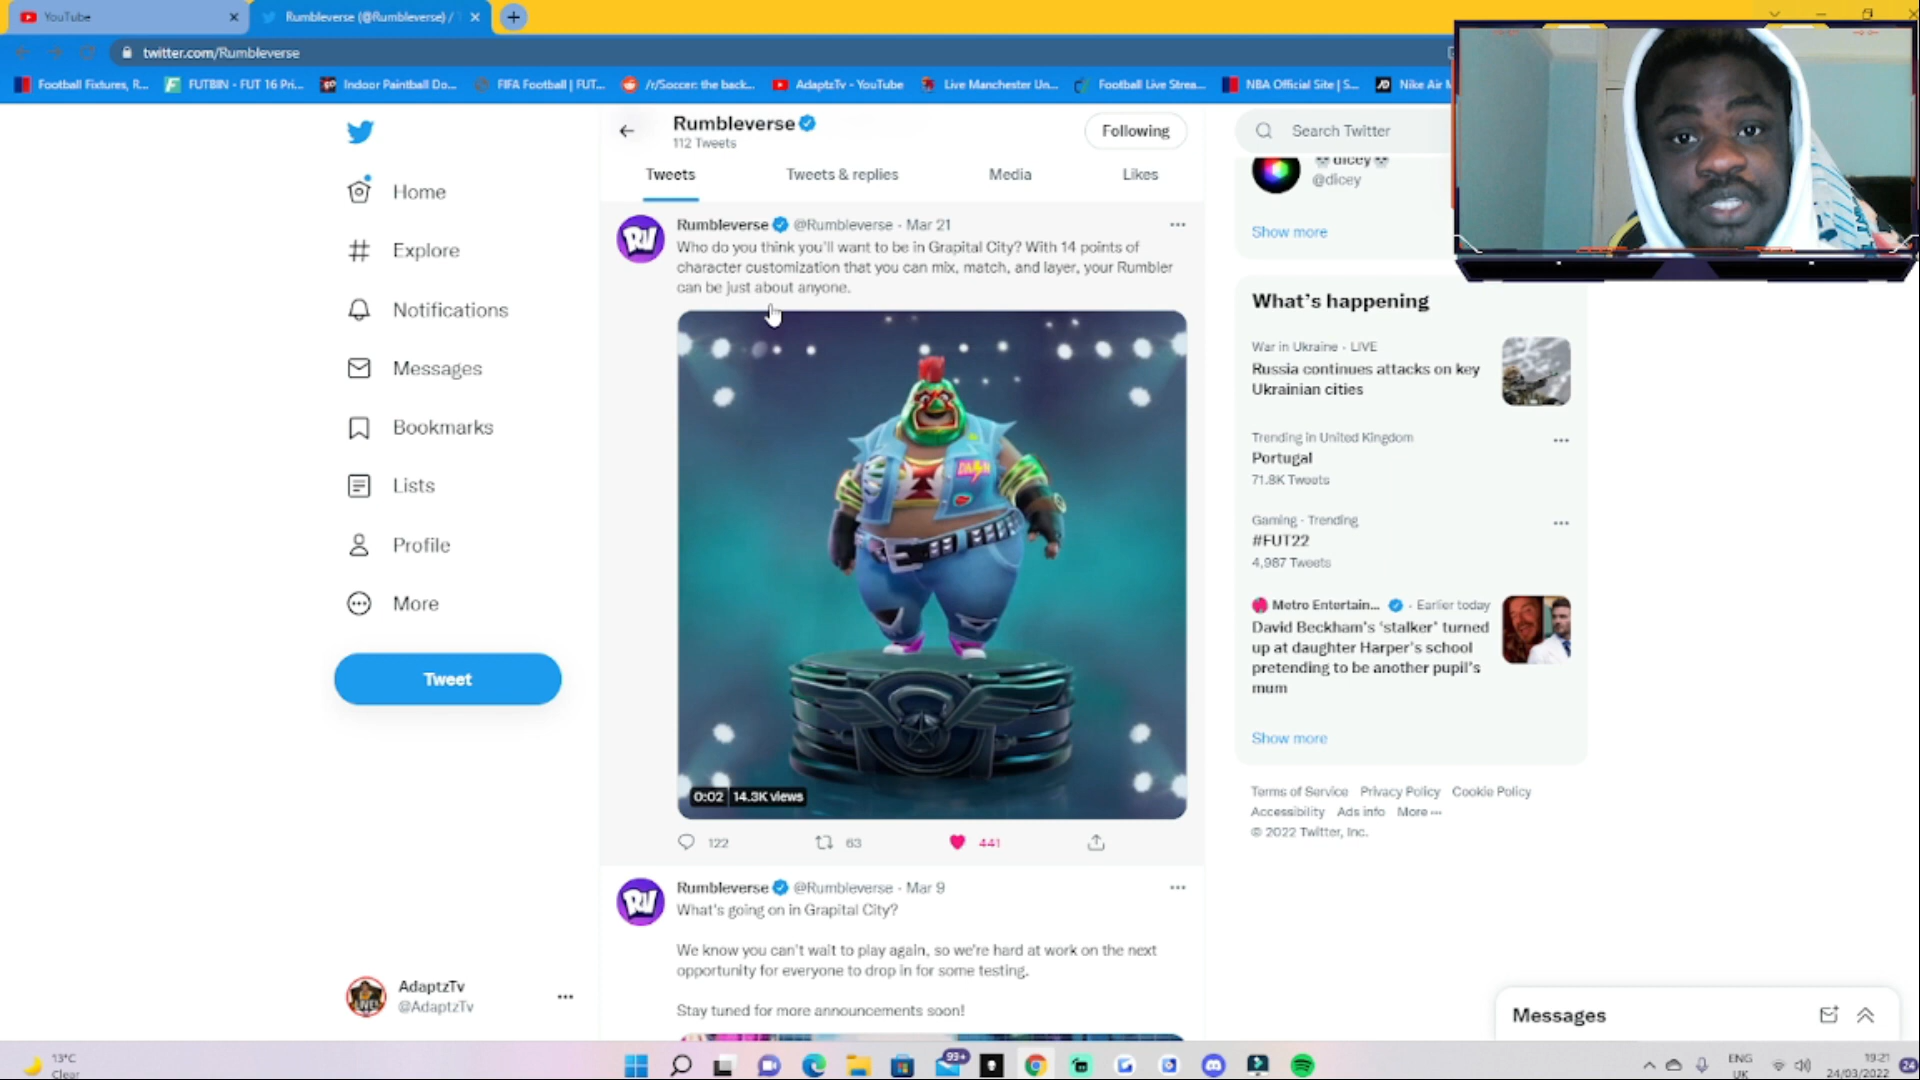 YouTube
Rumbleverse (@Rumbleverse) /
twitter.com/Rumbleverse
Football Fixtures, R...
FUTBIN - FUT 16 Pri...
Indoor Paintball Do...
FIFA Football | FUT...
/r/Soccer: the back...
AdaptzTv - YouTube
Live Manchester Un...
Football Live Strea...
NBA Official Site | S...
Nike Air M
Home
Explore
Notifications
Messages
Bookmarks
Lists
Profile
More
Tweet
AdaptzTv
@AdaptzTv
Rumbleverse
112 Tweets
Following
Tweets
Tweets & replies
Media
Likes
Rumbleverse @Rumbleverse · Mar 21
Who do you think you'll want to be in Grapital City? With 14 points of
character customization that you can mix, match, and layer, your Rumbler
can be just about anyone.
0:02 14.3K views
122
63
441
Rumbleverse @Rumbleverse · Mar 9
What's going on in Grapital City?
We know you can't wait to play again, so we're hard at work on the next
opportunity for everyone to drop in for some testing.
Stay tuned for more announcements soon!
Search Twitter
dicey
@dicey
Show more
What's happening
War in Ukraine · LIVE
Russia continues attacks on key
Ukrainian cities
Trending in United Kingdom
Portugal
71.8K Tweets
Gaming · Trending
#FUT22
4,987 Tweets
Metro Entertain... · Earlier today
David Beckham's 'stalker' turned
up at daughter Harper's school
pretending to be another pupil's
mum
Show more
Terms of Service Privacy Policy Cookie Policy
Accessibility Ads info More ···
© 2022 Twitter, Inc.
Messages
13°C
Clear
99+
ENG
UK
19:21
24/03/2022
24